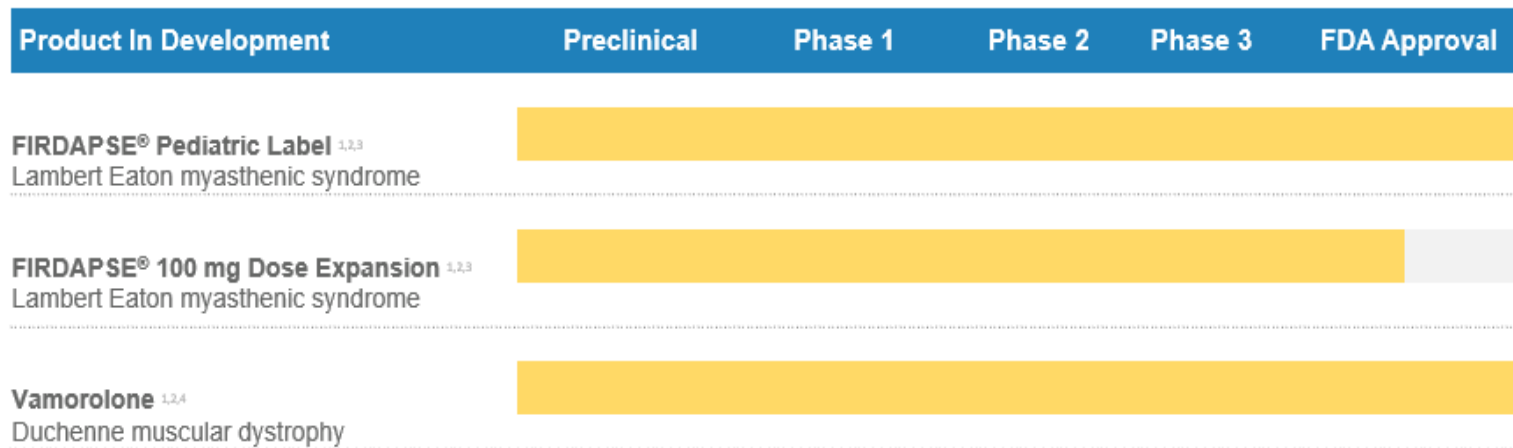 Product In Development Preclinical Phase 1 Phase 2 Phase 3 FDA Approval
FIRDAPSE® Pediatric Label 1,2,3
Lambert Eaton myasthenic syndrome
FIRDAPSE® 100 mg Dose Expansion 1,2,3
Lambert Eaton myasthenic syndrome
Vamorolone 1,2,4
Duchenne muscular dystrophy